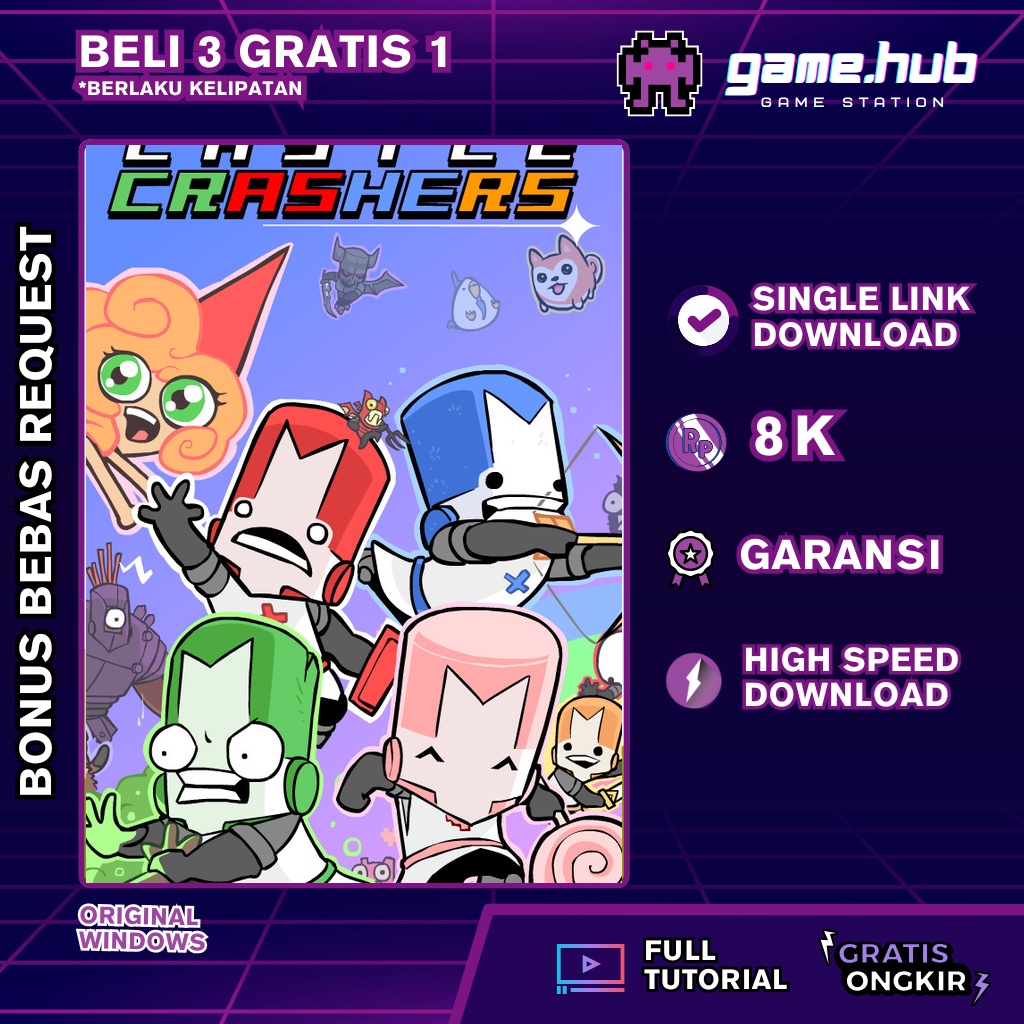 BELI 3 GRATIS 1
*BERLAKU KELIPATAN
game.hub
GAME STATION
CASTLE
CRASHERS
BONUS BEBAS REQUEST
SINGLE LINK
DOWNLOAD
Rp
8K
GARANSI
HIGH SPEED
DOWNLOAD
ORIGINAL
WINDOWS
FULL
TUTORIAL
GRATIS
ONGKIR